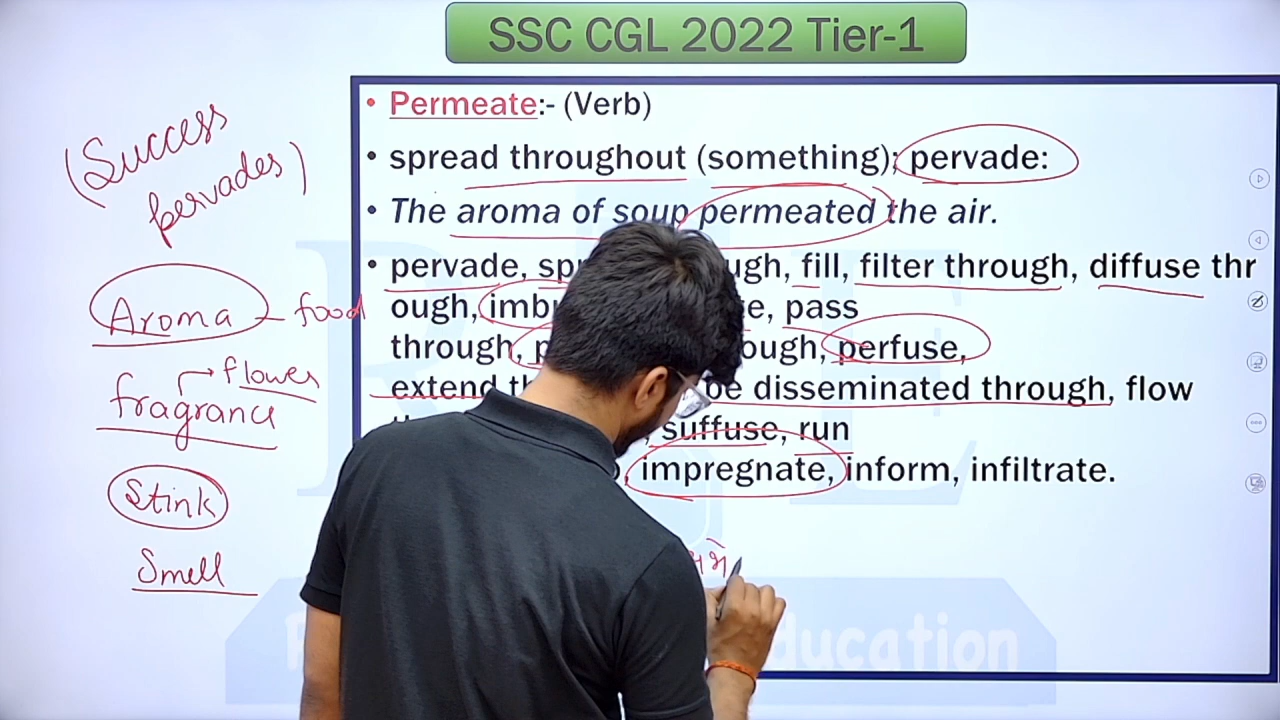 SSC CGL 2022 Tier-1
(Success
pervades)
Aroma - food
fragrance → flower
Stink
Smell
• Permeate:- (Verb)
• spread throughout (something); pervade:
• The aroma of soup permeated the air.
• pervade, ugh, fill, filter through, diffuse thr
ough, pass
through, ough, perfuse,
extend be disseminated through, flow
suffuse, run
impregnate, inform, infiltrate.
ducation